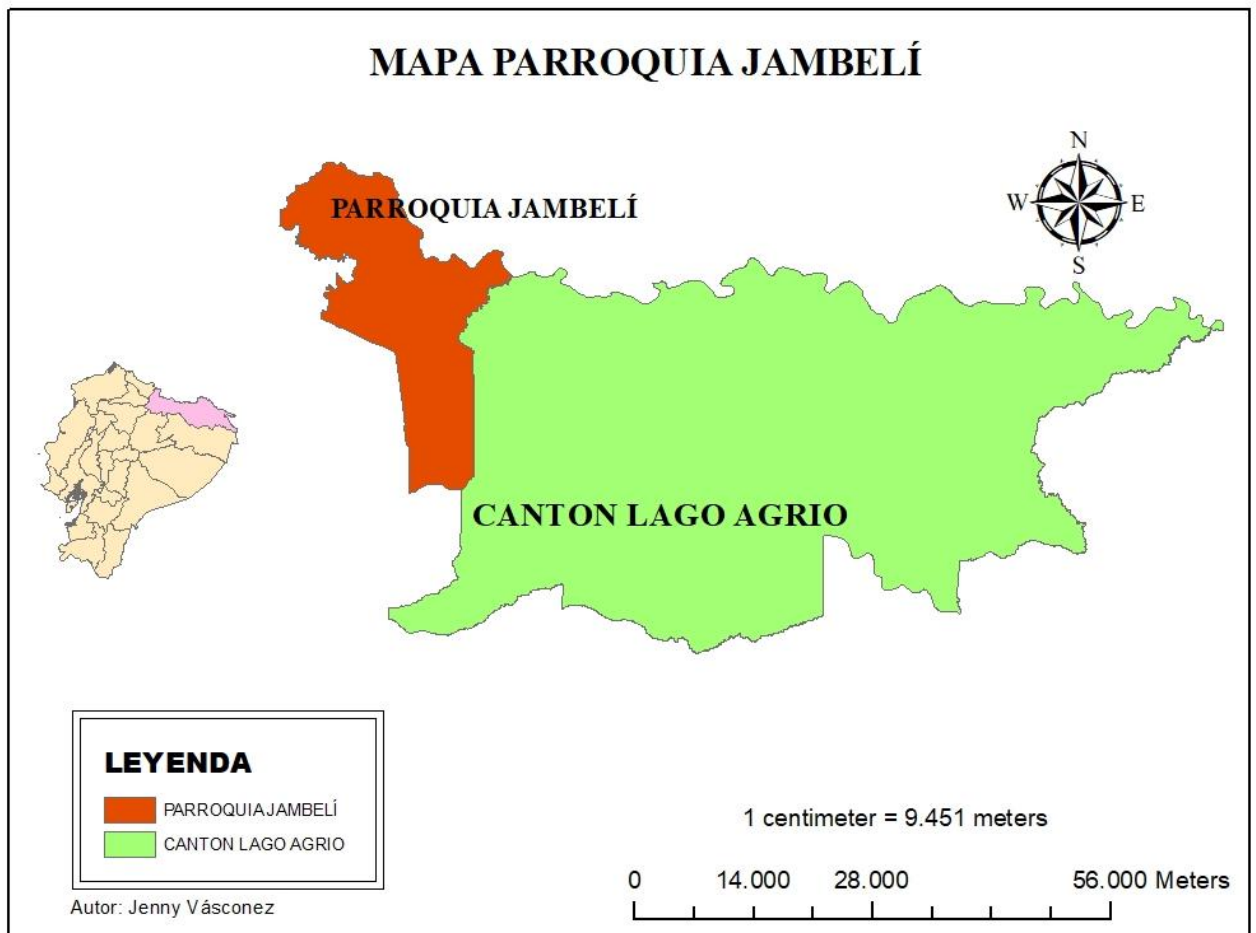 MAPA PARROQUIA JAMBELÍ
N
W E
S
PARROQUIA JAMBELÍ
CANTON LAGO AGRIO
LEYENDA
PARROQUIA JAMBELÍ
CANTON LAGO AGRIO
Autor: Jenny Vásconez
1 centimeter = 9.451 meters
0 14.000 28.000 56.000 Meters